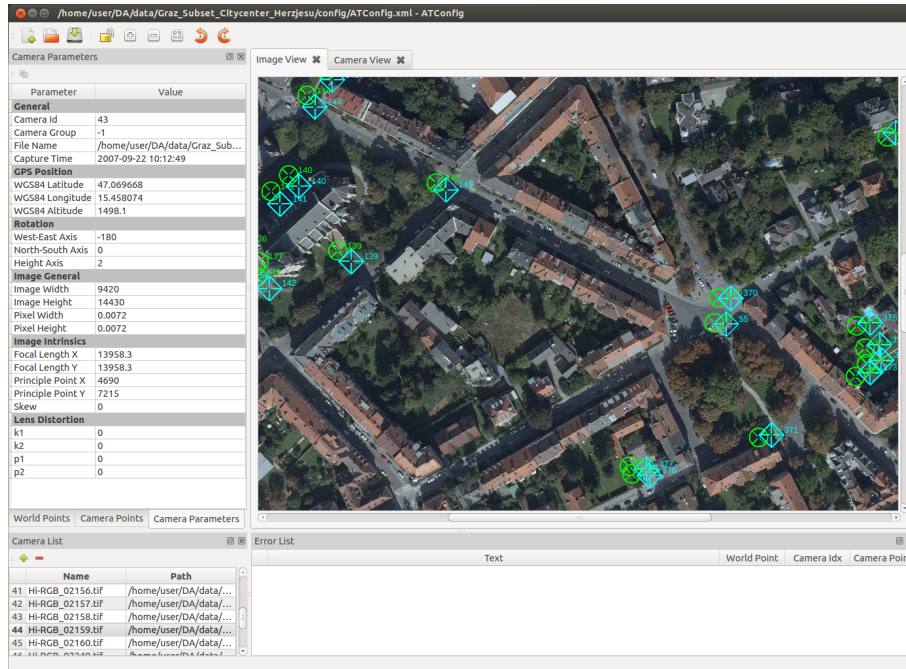 /home/user/DA/data/Graz_Subset_Citycenter_Herzjesu/config/ATConfig.xml - ATConfig
Camera Parameters
Image View
Camera View
Parameter Value
General
Camera Id 43
Camera Group -1
File Name /home/user/DA/data/Graz_Sub...
Capture Time 2007-09-22 10:12:49
GPS Position
WGS84 Latitude 47.069668
WGS84 Longitude 15.458074
WGS84 Altitude 1498.1
Rotation
West-East Axis -180
North-South Axis 0
Height Axis 2
Image General
Image Width 9420
Image Height 14430
Pixel Width 0.0072
Pixel Height 0.0072
Image Intrinsics
Focal Length X 13958.3
Focal Length Y 13958.3
Principle Point X 4690
Principle Point Y 7215
Skew 0
Lens Distortion
k1 0
k2 0
p1 0
p2 0
144
140
140
141
149
139
139
137
142
370
55
375
373
371
377
376
World Points
Camera Points
Camera Parameters
Camera List
Error List
Name Path
41 Hi-RGB_02156.tif /home/user/DA/data/...
42 Hi-RGB_02157.tif /home/user/DA/data/...
43 Hi-RGB_02158.tif /home/user/DA/data/...
44 Hi-RGB_02159.tif /home/user/DA/data/...
45 Hi-RGB_02160.tif /home/user/DA/data/...
Text World Point Camera Idx Camera Poin